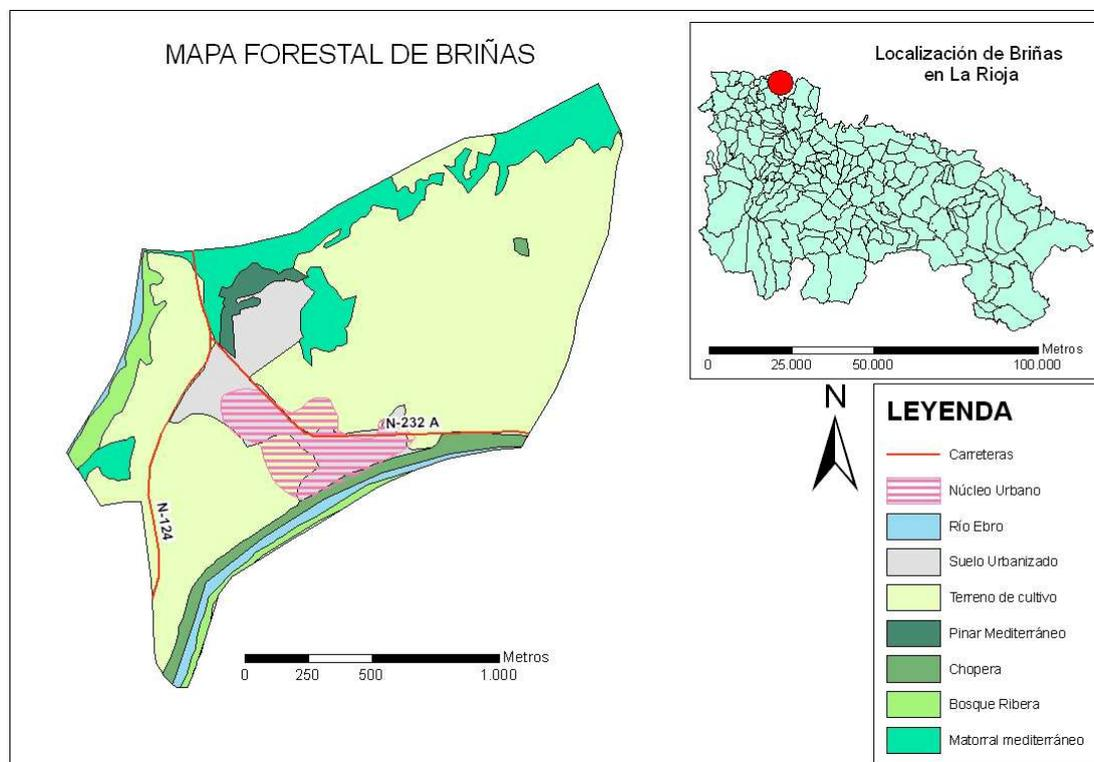 MAPA FORESTAL DE BRIÑAS
Localización de Briñas
en La Rioja
Metros
0 25.000 50.000 100.000
N
N-232 A
N-124
Metros
0 250 500 1.000
LEYENDA
Carreteras
Núcleo Urbano
Río Ebro
Suelo Urbanizado
Terreno de cultivo
Pinar Mediterráneo
Chopera
Bosque Ribera
Matorral mediterráneo